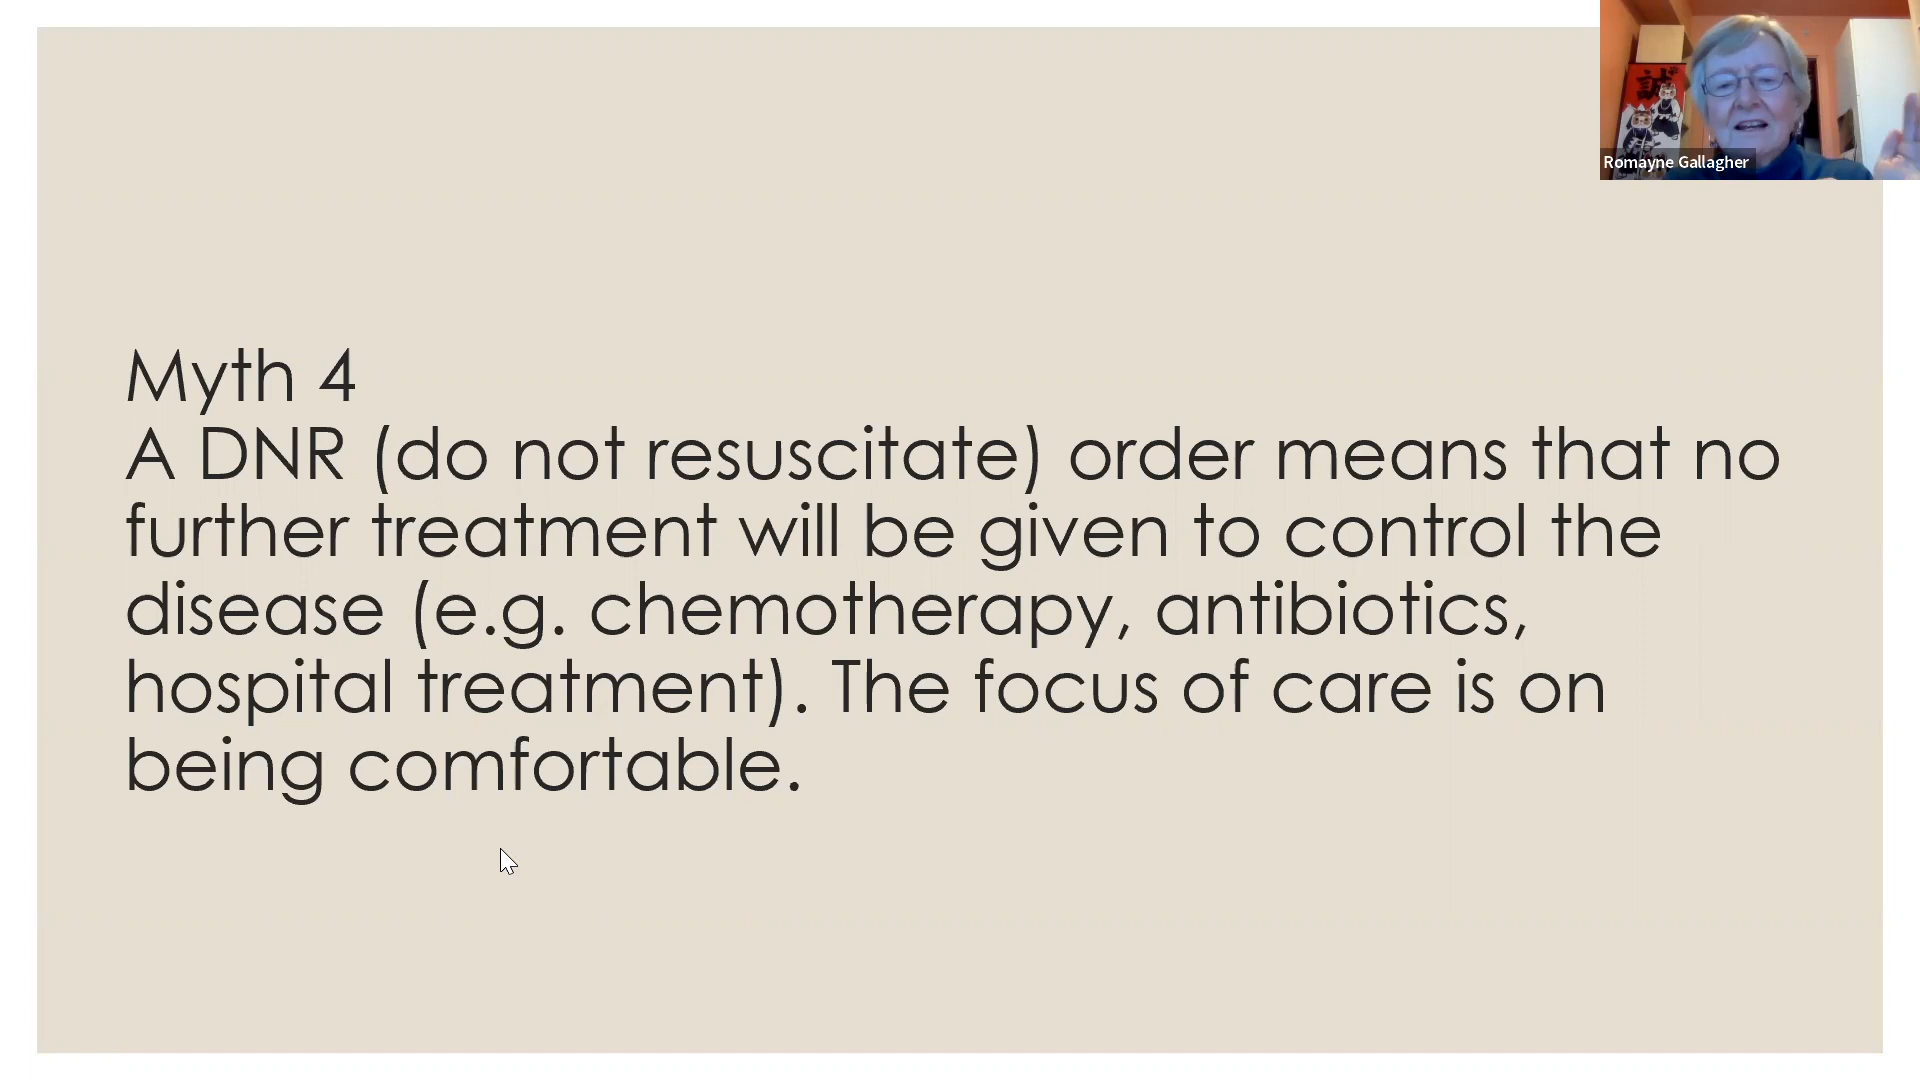 Myth 4
A DNR (do not resuscitate) order means that no
further treatment will be given to control the
disease (e.g. chemotherapy, antibiotics,
hospital treatment). The focus of care is on
being comfortable.
誠
Romayne Gallagher